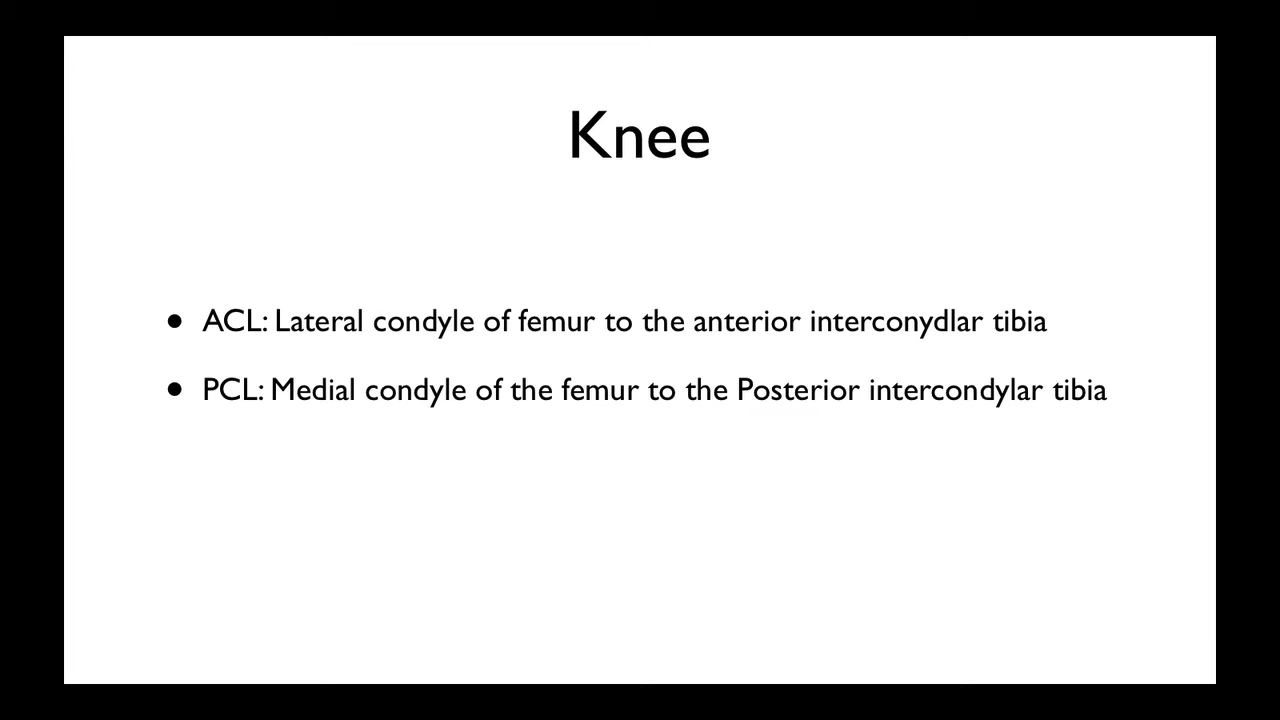 Knee
• ACL: Lateral condyle of femur to the anterior interconydlar tibia
• PCL: Medial condyle of the femur to the Posterior intercondylar tibia